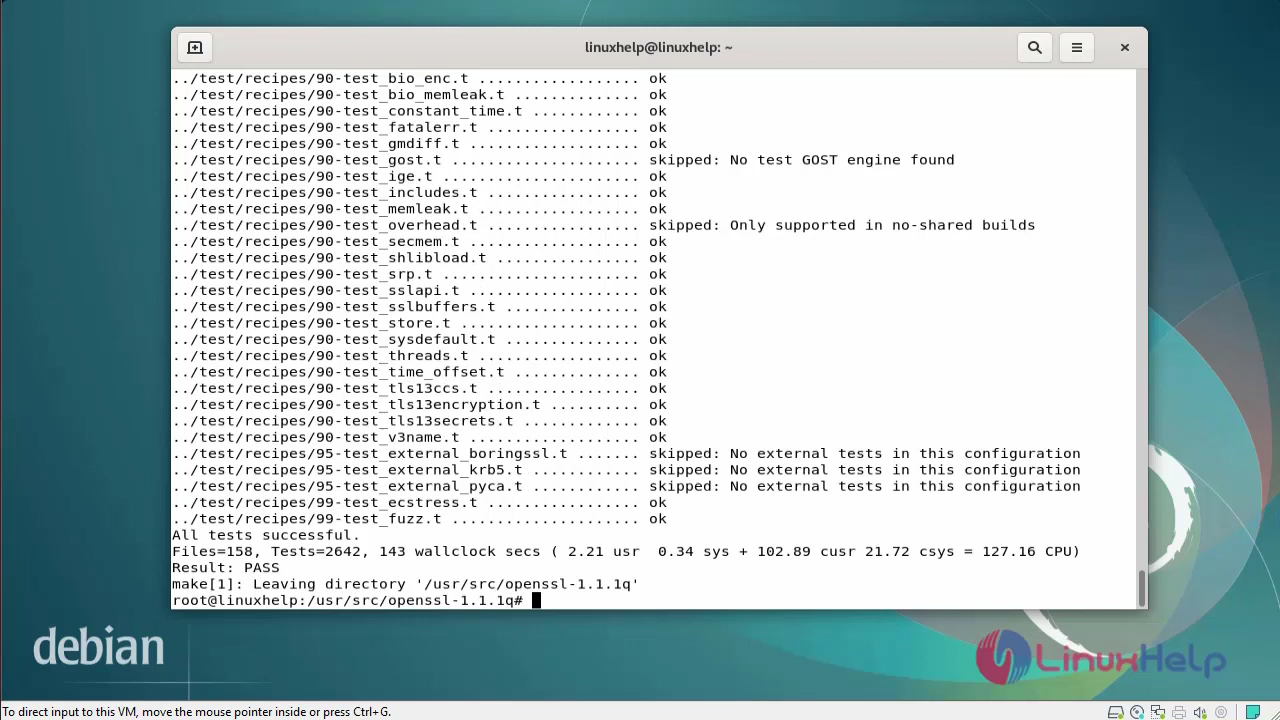 linuxhelp@linuxhelp: ~
../test/recipes/90-test_bio_enc.t .................. ok
../test/recipes/90-test_bio_memleak.t .............. ok
../test/recipes/90-test_constant_time.t ............ ok
../test/recipes/90-test_fatalerr.t ................. ok
../test/recipes/90-test_gmdiff.t ................... ok
../test/recipes/90-test_gost.t ..................... skipped: No test GOST engine found
../test/recipes/90-test_ige.t ...................... ok
../test/recipes/90-test_includes.t ................. ok
../test/recipes/90-test_memleak.t .................. ok
../test/recipes/90-test_overhead.t ................. skipped: Only supported in no-shared builds
../test/recipes/90-test_secmem.t ................... ok
../test/recipes/90-test_shlibload.t ................ ok
../test/recipes/90-test_srp.t ...................... ok
../test/recipes/90-test_sslapi.t ................... ok
../test/recipes/90-test_sslbuffers.t ............... ok
../test/recipes/90-test_store.t .................... ok
../test/recipes/90-test_sysdefault.t ............... ok
../test/recipes/90-test_threads.t .................. ok
../test/recipes/90-test_time_offset.t .............. ok
../test/recipes/90-test_tls13ccs.t ................. ok
../test/recipes/90-test_tls13encryption.t .......... ok
../test/recipes/90-test_tls13secrets.t ............. ok
../test/recipes/90-test_v3name.t ................... ok
../test/recipes/95-test_external_boringssl.t ....... skipped: No external tests in this configuration
../test/recipes/95-test_external_krb5.t ............ skipped: No external tests in this configuration
../test/recipes/95-test_external_pyca.t ............ skipped: No external tests in this configuration
../test/recipes/99-test_ecstress.t ................. ok
../test/recipes/99-test_fuzz.t ..................... ok
All tests successful.
Files=158, Tests=2642, 143 wallclock secs ( 2.21 usr  0.34 sys + 102.89 cusr 21.72 csys = 127.16 CPU)
Result: PASS
make[1]: Leaving directory '/usr/src/openssl-1.1.1q'
root@linuxhelp:/usr/src/openssl-1.1.1q#
debian
LinuxHelp
To direct input to this VM, move the mouse pointer inside or press Ctrl+G.